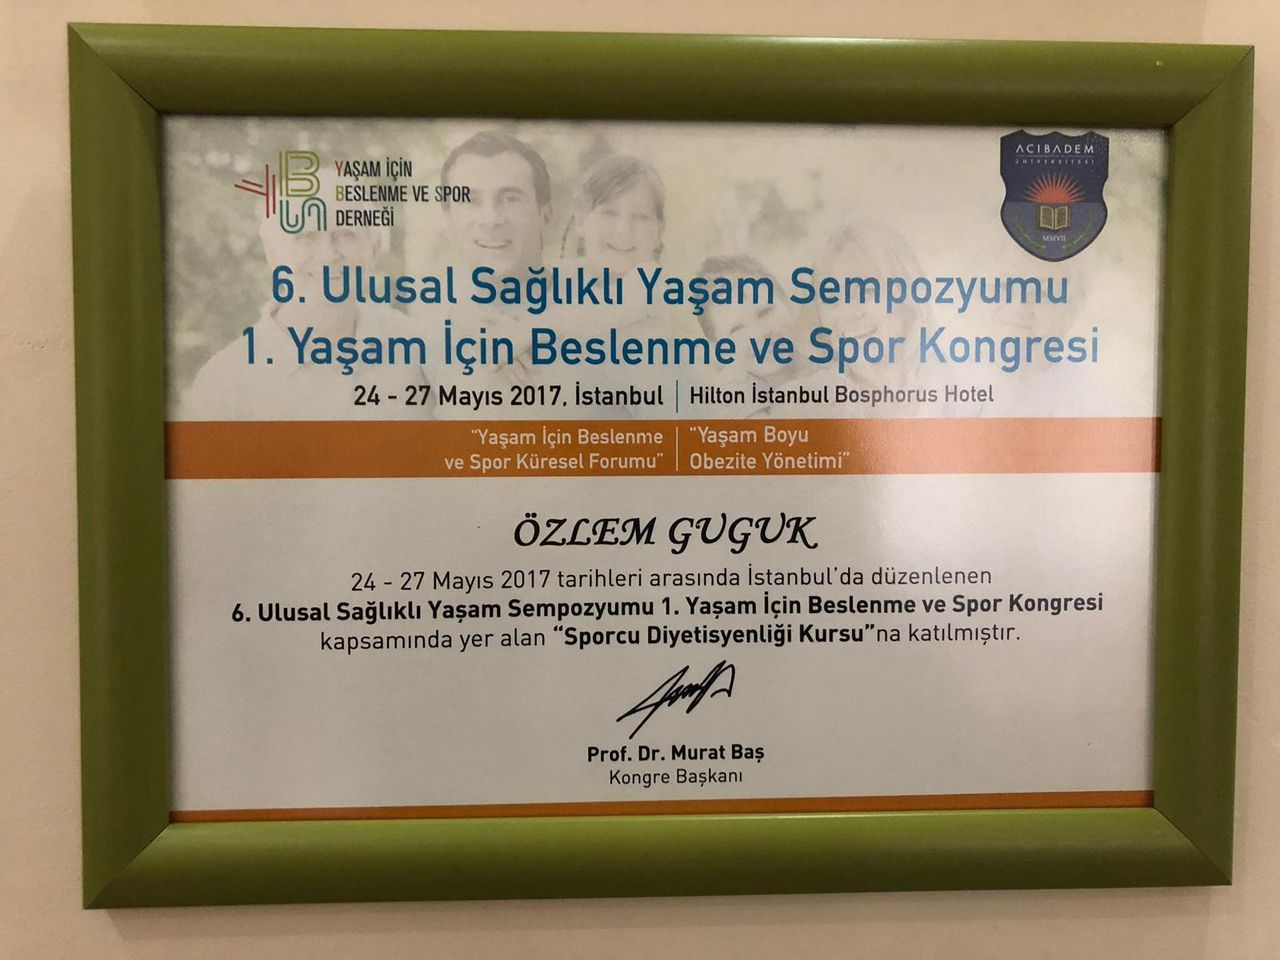 YAŞAM İÇİN
BESLENME VE SPOR
DERNEĞİ
ACIBADEM
ÜNİVERSİTESİ
MMVII
6. Ulusal Sağlıklı Yaşam Sempozyumu
1. Yaşam İçin Beslenme ve Spor Kongresi
24 - 27 Mayıs 2017, İstanbul | Hilton İstanbul Bosphorus Hotel
“Yaşam İçin Beslenme
ve Spor Küresel Forumu”
“Yaşam Boyu
Obezite Yönetimi”
ÖZLEM GUGUK
24 - 27 Mayıs 2017 tarihleri arasında İstanbul’da düzenlenen
6. Ulusal Sağlıklı Yaşam Sempozyumu 1. Yaşam İçin Beslenme ve Spor Kongresi
kapsamında yer alan “Sporcu Diyetisyenliği Kursu”na katılmıştır.
Prof. Dr. Murat Baş
Kongre Başkanı